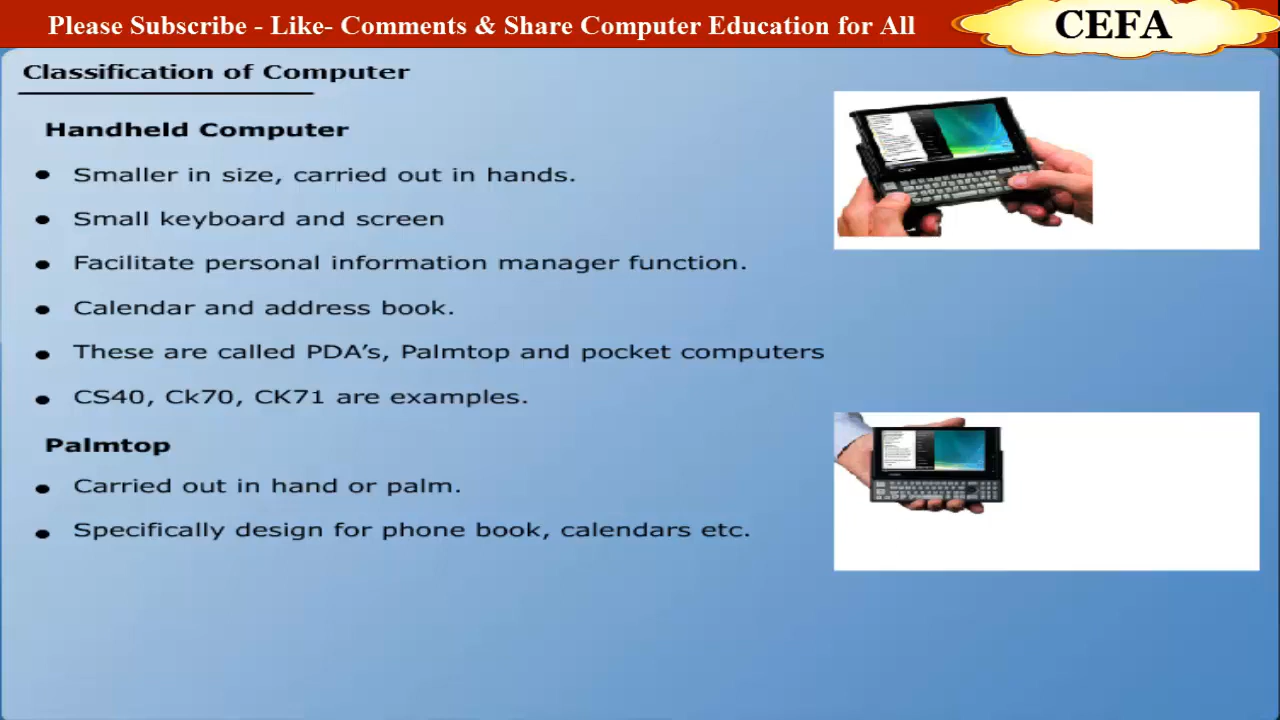 Please Subscribe - Like- Comments & Share Computer Education for All
CEFA
Classification of Computer
Handheld Computer
Smaller in size, carried out in hands.
Small keyboard and screen
Facilitate personal information manager function.
Calendar and address book.
These are called PDA's, Palmtop and pocket computers
CS40, Ck70, CK71 are examples.
Palmtop
Carried out in hand or palm.
Specifically design for phone book, calendars etc.